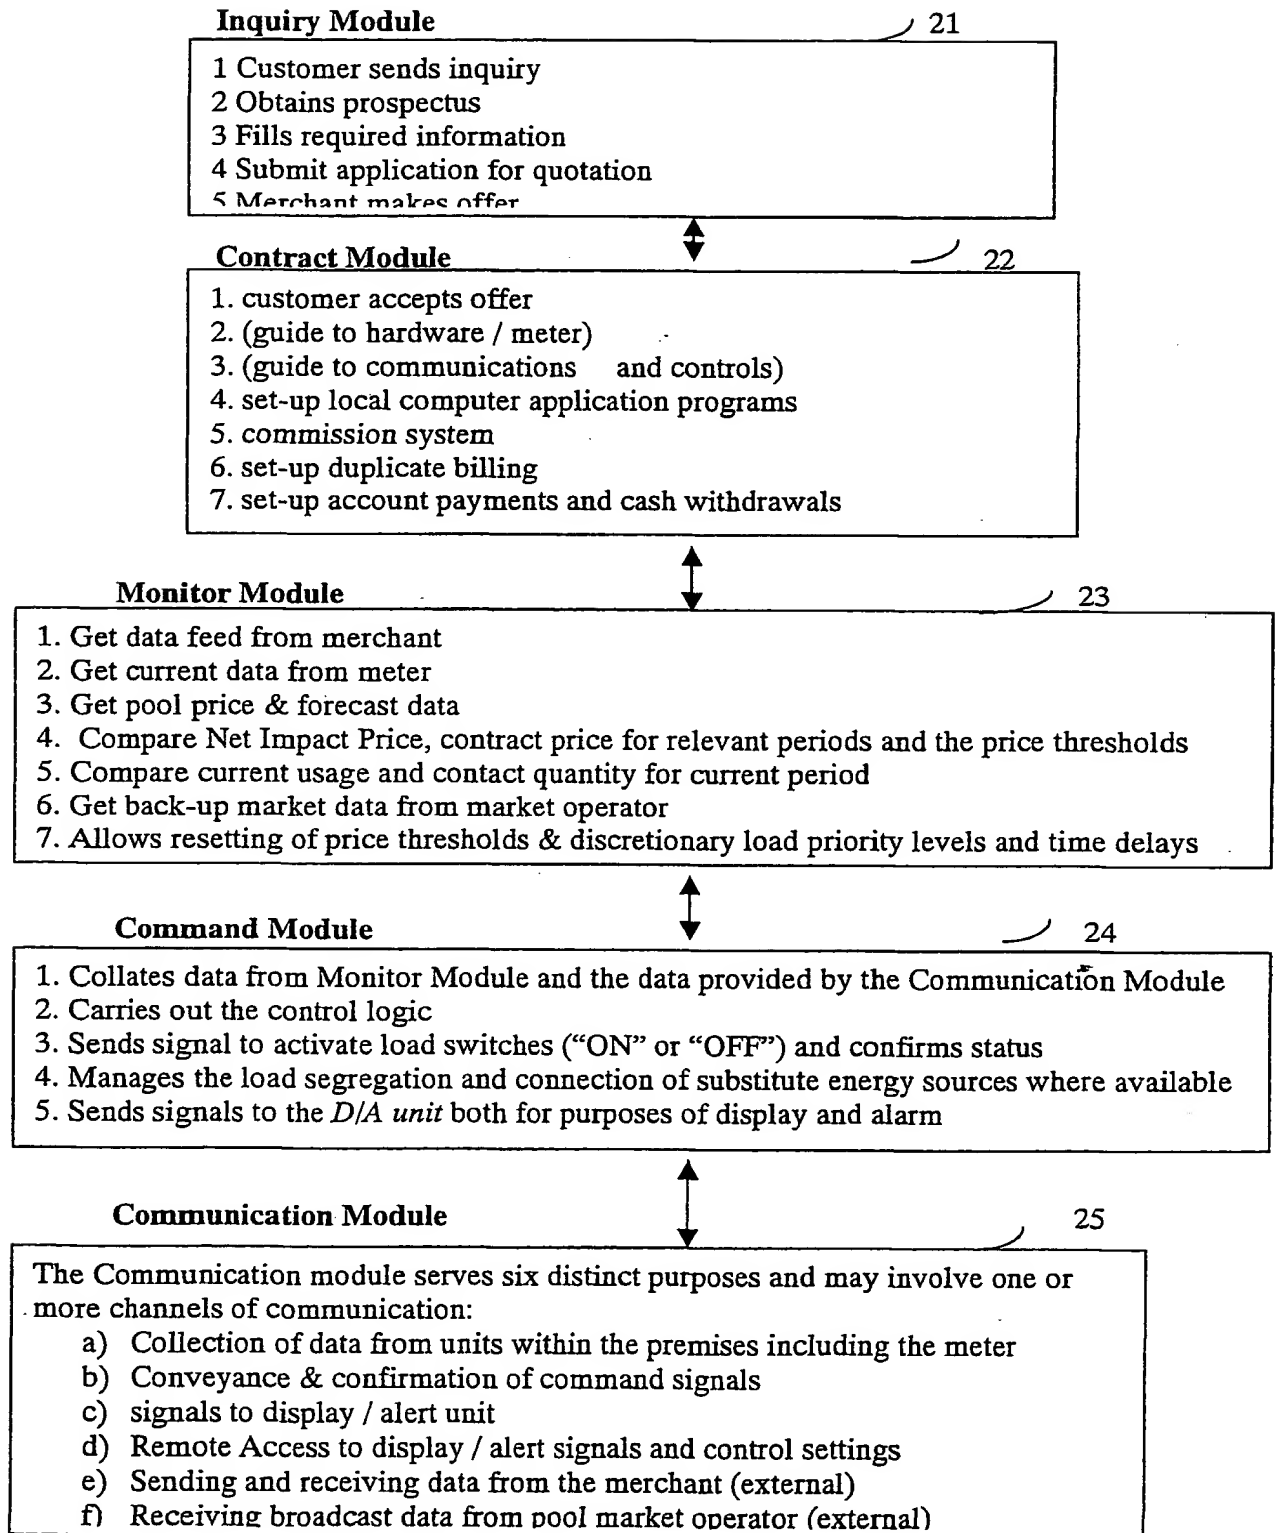 Inquiry Module
21
1 Customer sends inquiry
2 Obtains prospectus
3 Fills required information
4 Submit application for quotation
5 Merchant makes offer
Contract Module
22
1. customer accepts offer
2. (guide to hardware / meter)
3. (guide to communications and controls)
4. set-up local computer application programs
5. commission system
6. set-up duplicate billing
7. set-up account payments and cash withdrawals
Monitor Module
23
1. Get data feed from merchant
2. Get current data from meter
3. Get pool price & forecast data
4. Compare Net Impact Price, contract price for relevant periods and the price thresholds
5. Compare current usage and contact quantity for current period
6. Get back-up market data from market operator
7. Allows resetting of price thresholds & discretionary load priority levels and time delays
Command Module
24
1. Collates data from Monitor Module and the data provided by the Communication Module
2. Carries out the control logic
3. Sends signal to activate load switches (“ON” or “OFF”) and confirms status
4. Manages the load segregation and connection of substitute energy sources where available
5. Sends signals to the D/A unit both for purposes of display and alarm
Communication Module
25
The Communication module serves six distinct purposes and may involve one or
more channels of communication:
a) Collection of data from units within the premises including the meter
b) Conveyance & confirmation of command signals
c) signals to display / alert unit
d) Remote Access to display / alert signals and control settings
e) Sending and receiving data from the merchant (external)
f) Receiving broadcast data from pool market operator (external)